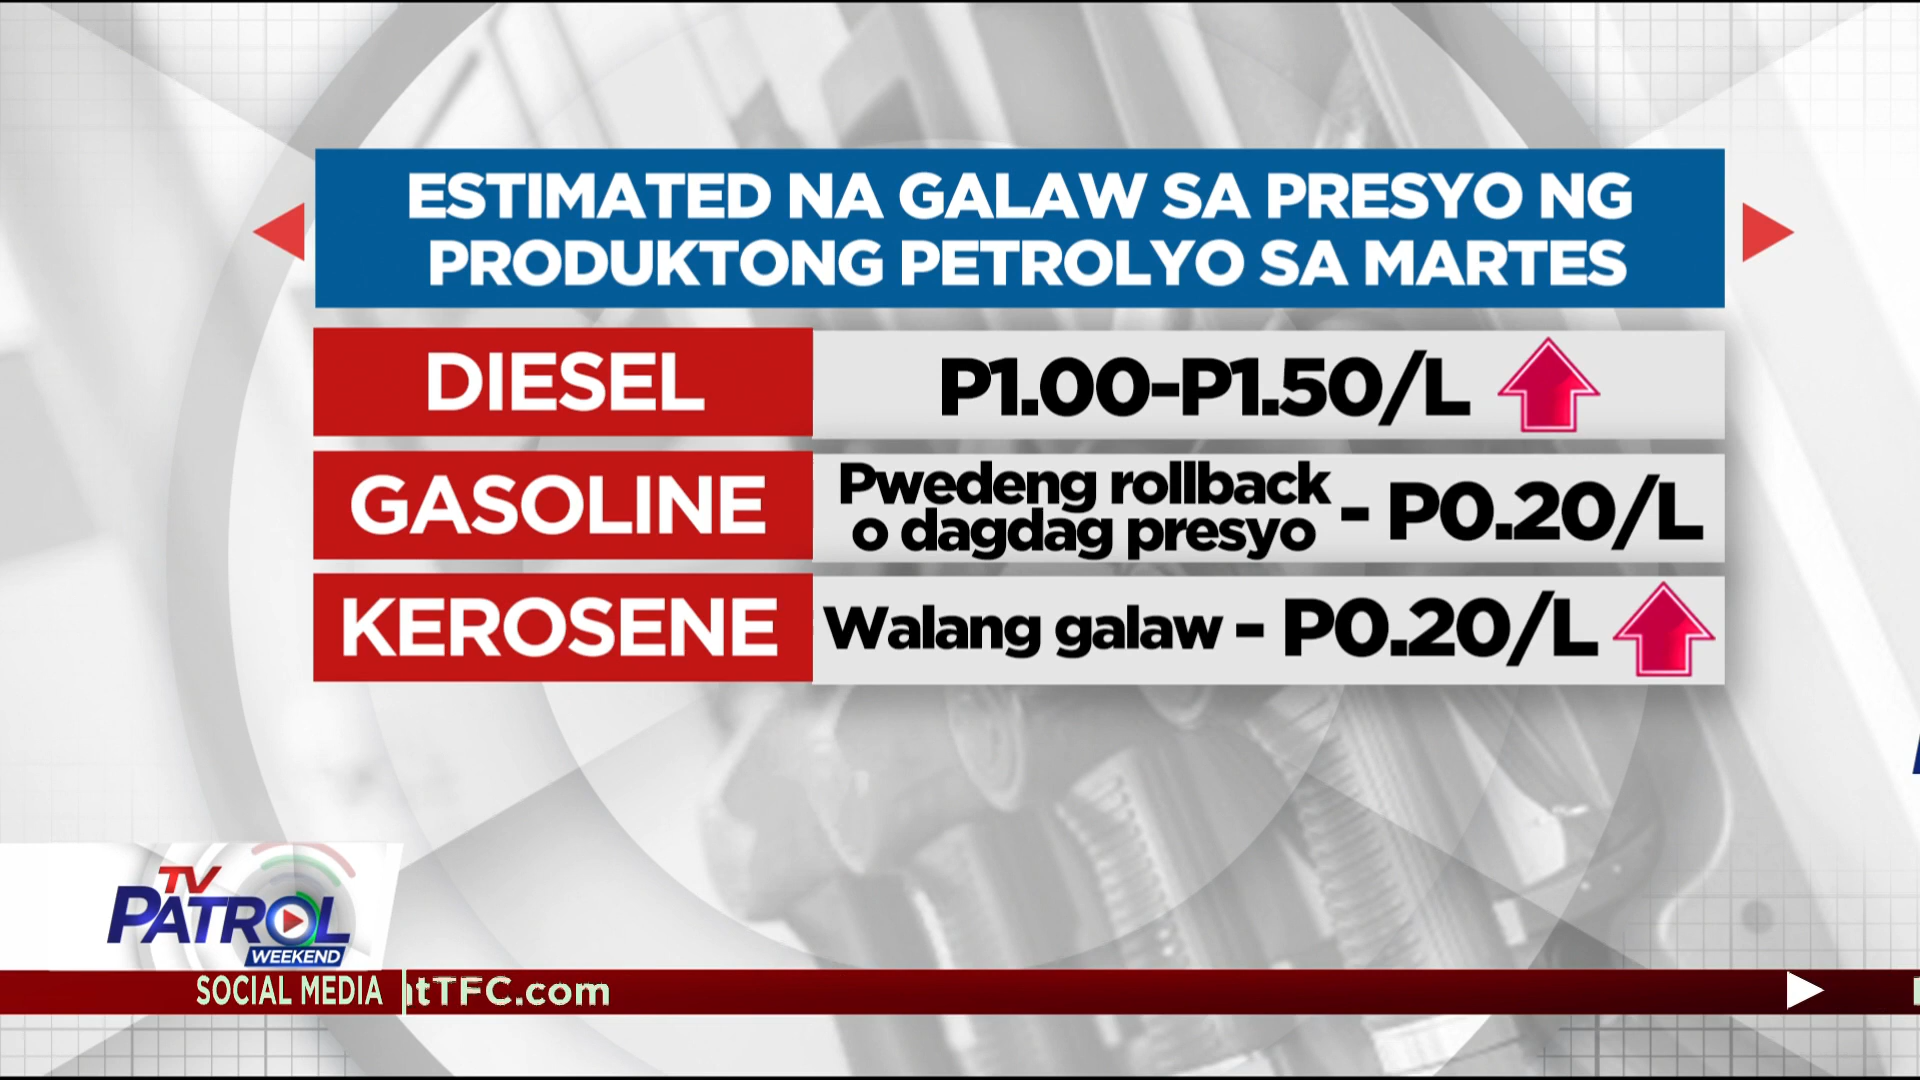 ESTIMATED NA GALAW SA PRESYO NG
PRODUKTONG PETROLYO SA MARTES
DIESEL
P1.00-P1.50/L
GASOLINE
Pwedeng rollback
o dagdag presyo
- P0.20/L
KEROSENE
Walang galaw - P0.20/L
TV
PATROL
WEEKEND
SOCIAL MEDIA
tTFC.com